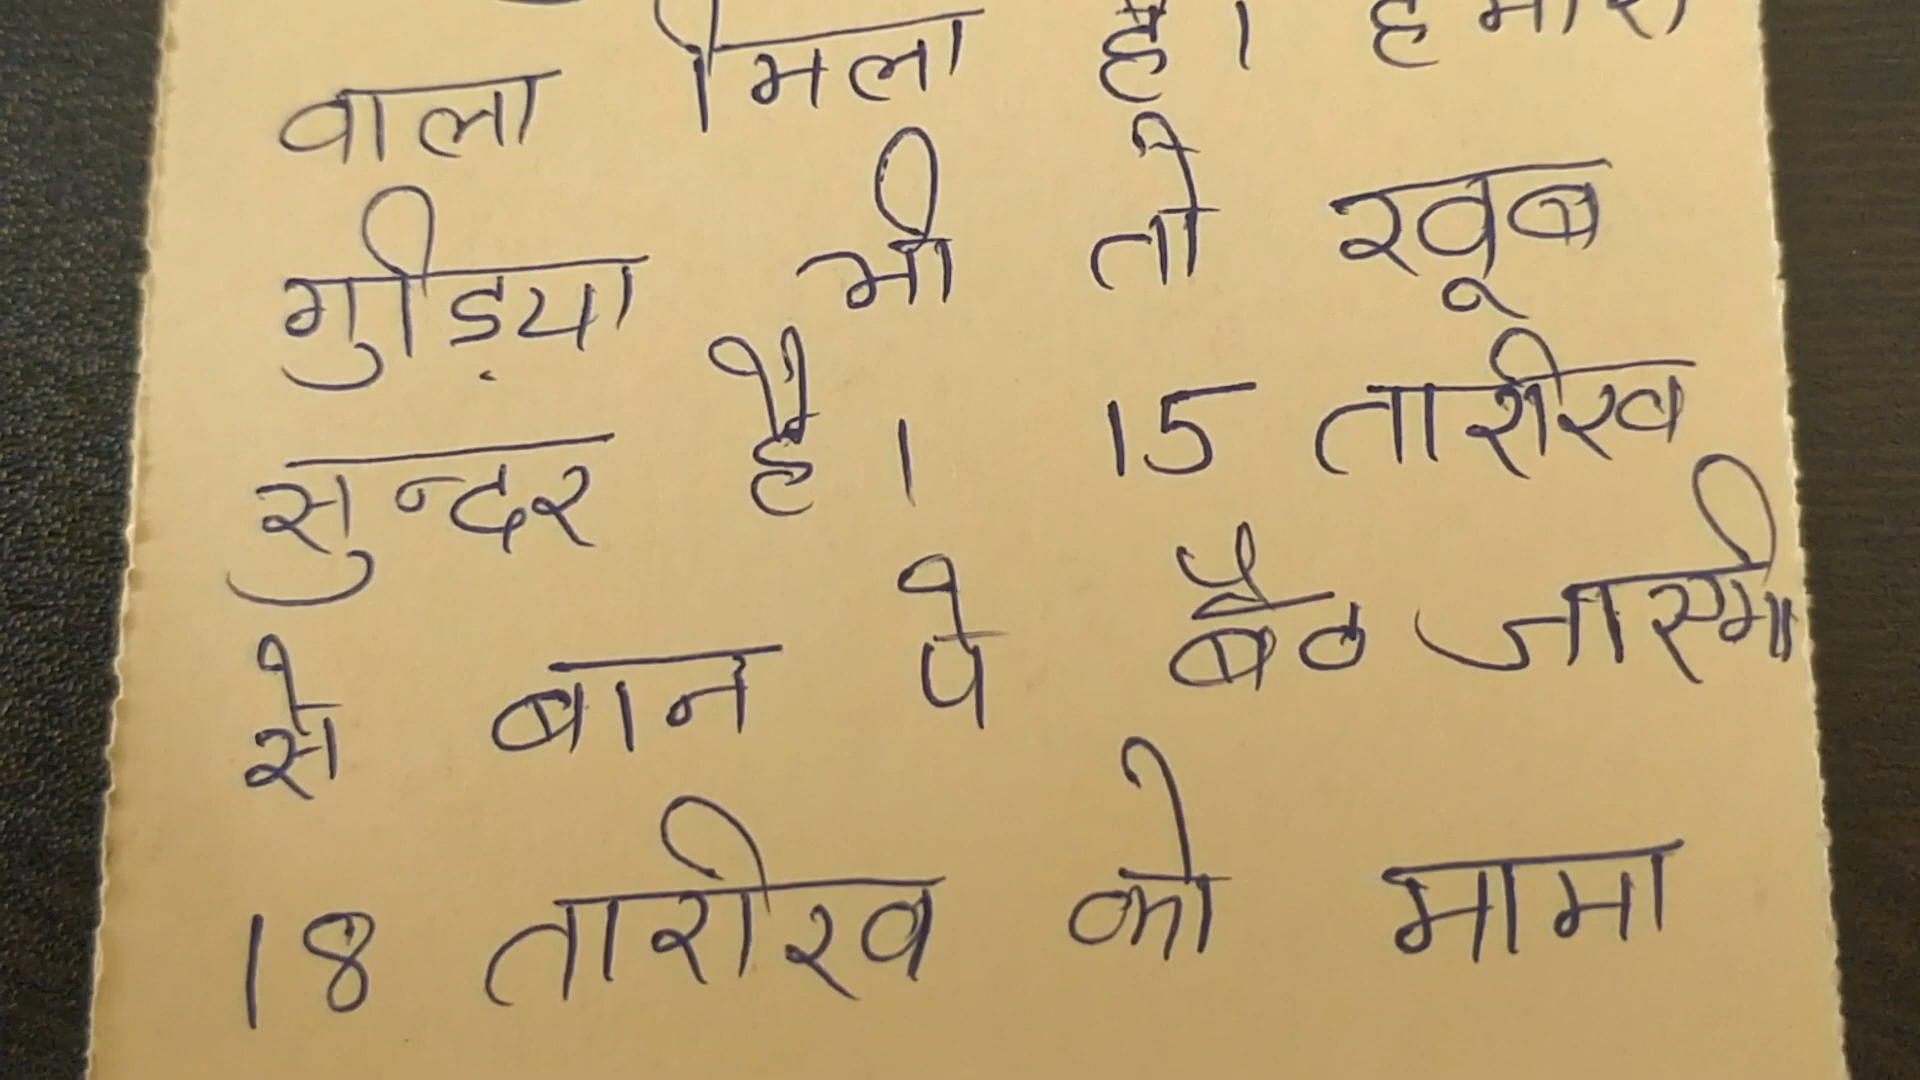 वाला मिला है। हमारी
गुड़िया भी तो खूब
सुन्दर है। 15 तारीख
से बान पे बैठ जाएगी
18 तारीख को मामा